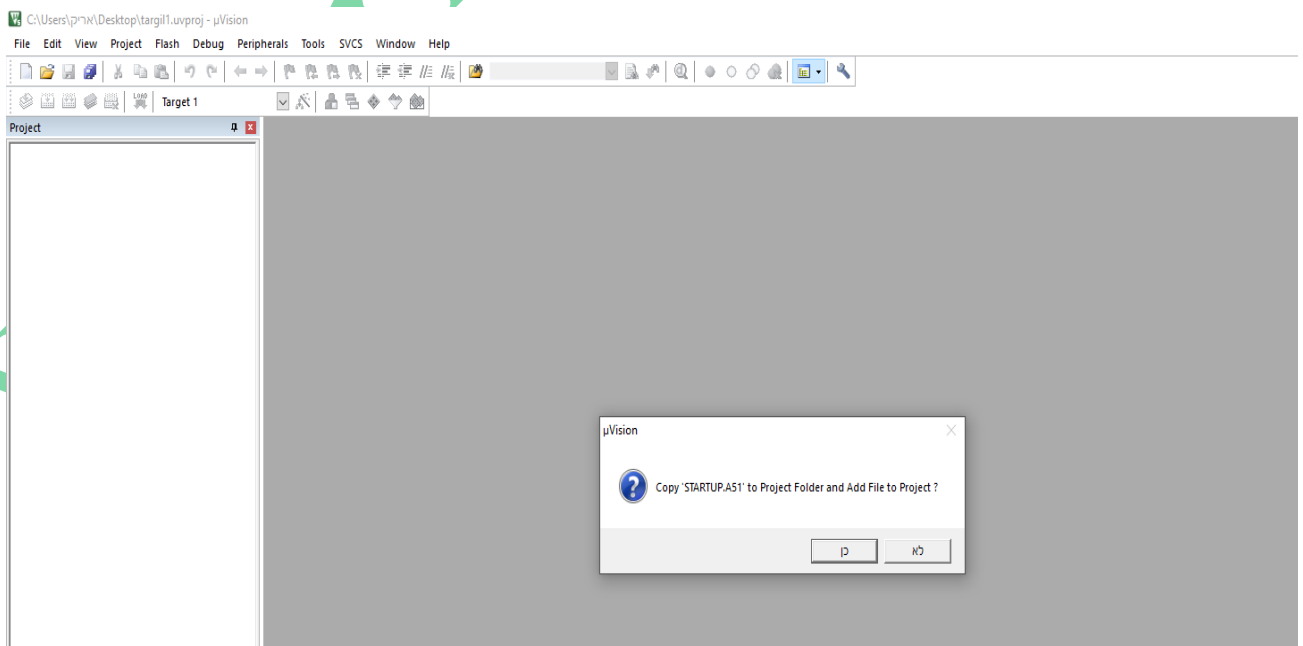 C:\Users\אריק\Desktop\targil1.uvproj - µVision
File Edit View Project Flash Debug Peripherals Tools SVCS Window Help
LOAD Target 1
Project
µVision
Copy 'STARTUP.A51' to Project Folder and Add File to Project ?
כן לא